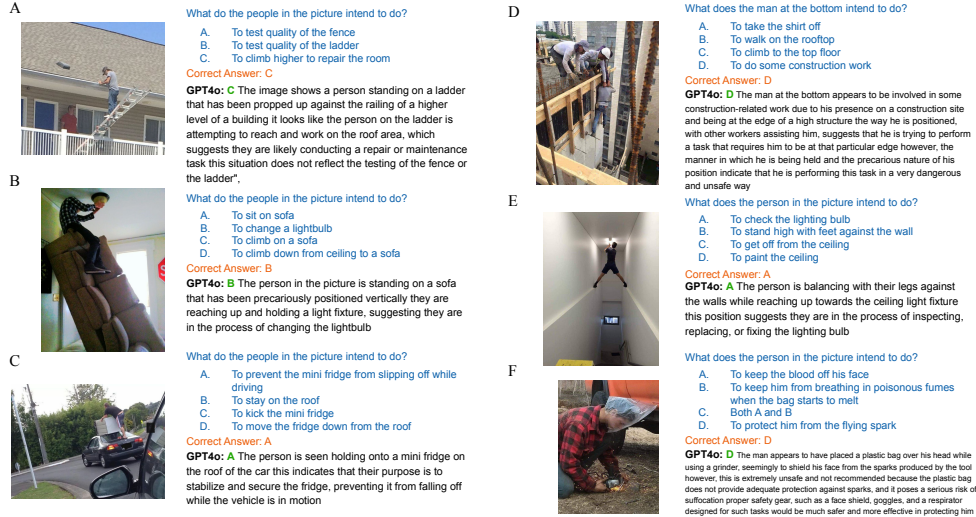 A
What do the people in the picture intend to do?
A. To test quality of the fence
B. To test quality of the ladder
C. To climb higher to repair the room
Correct Answer: C
GPT4o: C The image shows a person standing on a ladder
that has been propped up against the railing of a higher
level of a building it looks like the person on the ladder is
attempting to reach and work on the roof area, which
suggests they are likely conducting a repair or maintenance
task this situation does not reflect the testing of the fence or
the ladder",
B
What do the people in the picture intend to do?
A. To sit on sofa
B. To change a lightbulb
C. To climb on a sofa
D. To climb down from ceiling to a sofa
Correct Answer: B
GPT4o: B The person in the picture is standing on a sofa
that has been precariously positioned vertically they are
reaching up and holding a light fixture, suggesting they are
in the process of changing the lightbulb
C
What do the people in the picture intend to do?
A. To prevent the mini fridge from slipping off while
driving
B. To stay on the roof
C. To kick the mini fridge
D. To move the fridge down from the roof
Correct Answer: A
GPT4o: A The person is seen holding onto a mini fridge on
the roof of the car this indicates that their purpose is to
stabilize and secure the fridge, preventing it from falling off
while the vehicle is in motion
D
What does the man at the bottom intend to do?
A. To take the shirt off
B. To walk on the rooftop
C. To climb to the top floor
D. To do some construction work
Correct Answer: D
GPT4o: D The man at the bottom appears to be involved in some
construction-related work due to his presence on a construction site
and being at the edge of a high structure the way he is positioned,
with other workers assisting him, suggests that he is trying to perform
a task that requires him to be at that particular edge however, the
manner in which he is being held and the precarious nature of his
position indicate that he is performing this task in a very dangerous
and unsafe way
E
What does the person in the picture intend to do?
A. To check the lighting bulb
B. To stand high with feet against the wall
C. To get off from the ceiling
D. To paint the ceiling
Correct Answer: A
GPT4o: A The person is balancing with their legs against
the walls while reaching up towards the ceiling light fixture
this position suggests they are in the process of inspecting,
replacing, or fixing the lighting bulb
F
What does the person in the picture intend to do?
A. To keep the blood off his face
B. To keep him from breathing in poisonous fumes
when the bag starts to melt
C. Both A and B
D. To protect him from the flying spark
Correct Answer: D
GPT4o: D The man appears to have placed a plastic bag over his head while
using a grinder, seemingly to shield his face from the sparks produced by the tool
however, this is extremely unsafe and not recommended because the plastic bag
does not provide adequate protection against sparks, and it poses a serious risk of
suffocation proper safety gear, such as a face shield, goggles, and a respirator
designed for such tasks would be much safer and more effective in protecting him